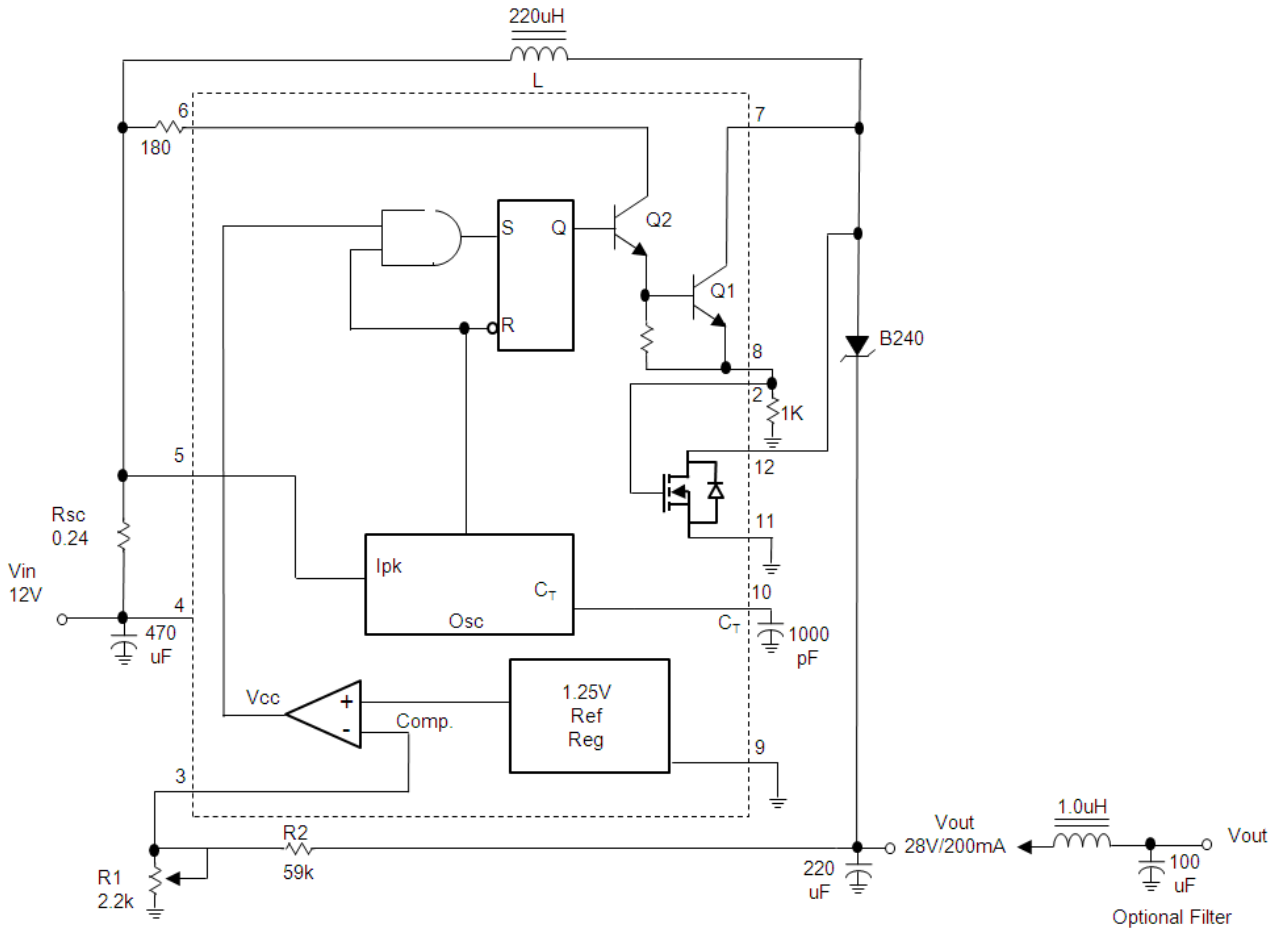 220uH
L
6
7
180
Q2
S
Q
Q1
R
B240
8
2
1K
5
12
Rsc
0.24
11
Ipk
Vin
12V
10
C_T
4
Osc
C_T
470
uF
1000
pF
1.25V
Ref
Reg
Vcc
+
-
Comp.
9
3
R2
59k
Vout
28V/200mA
1.0uH
Vout
R1
2.2k
220
uF
100
uF
Optional Filter